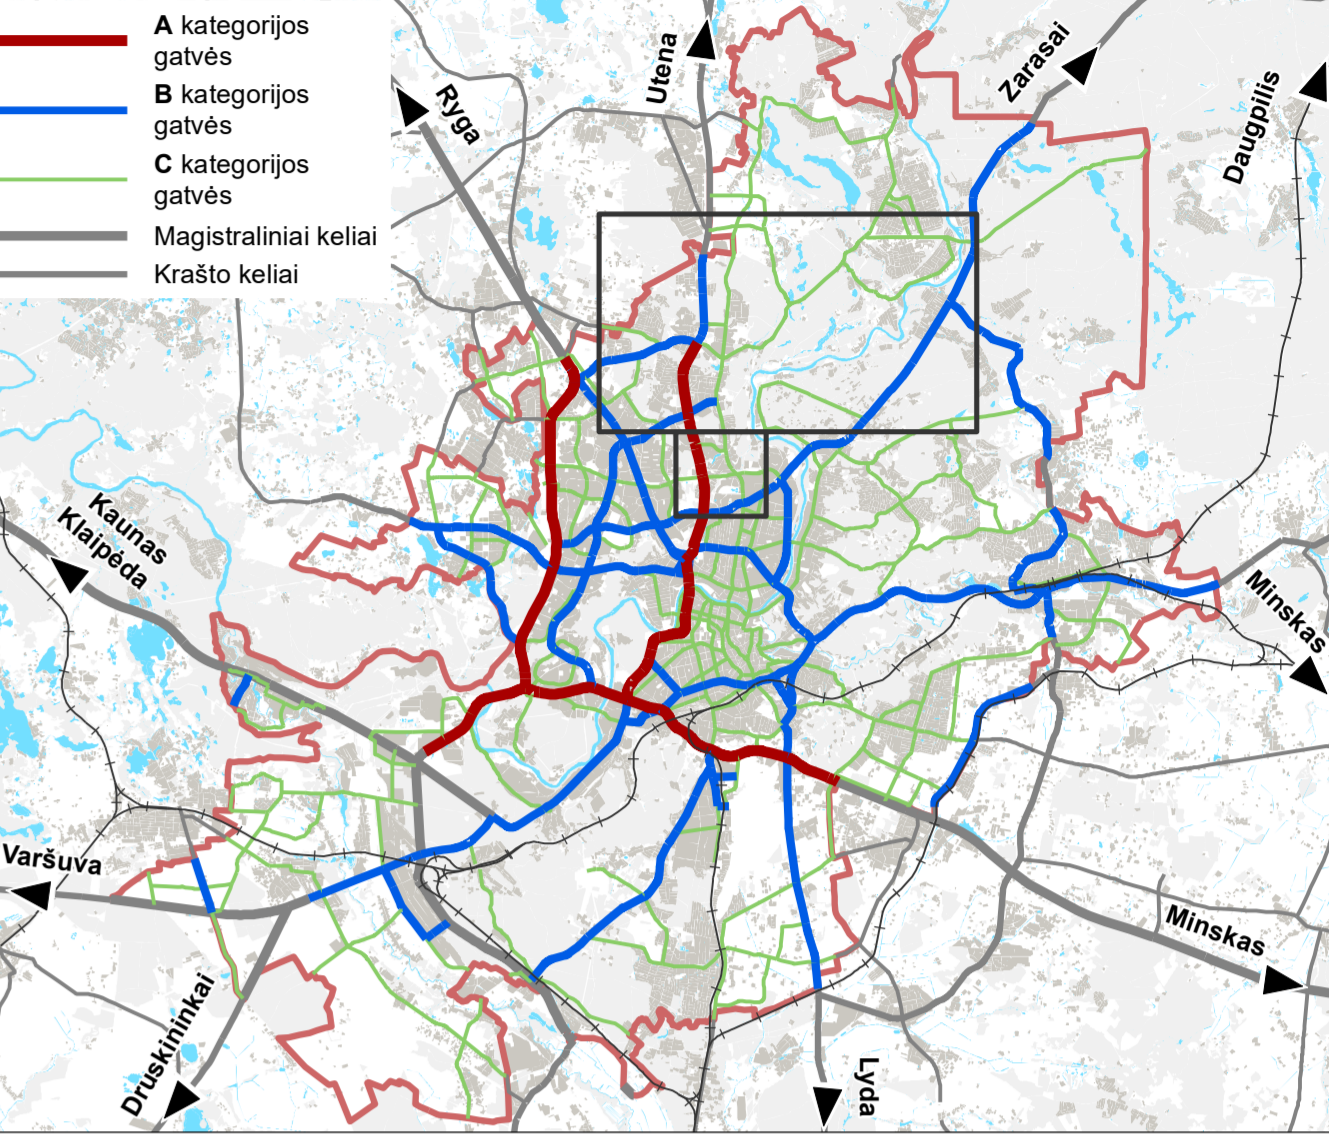 A kategorijos
gatvės
B kategorijos
gatvės
C kategorijos
gatvės
Magistraliniai keliai
Krašto keliai
Ryga
Utena
Zarasai
Daugpilis
Kaunas
Klaipėda
Minskas
Varšuva
Minskas
Druskininkai
Lyda